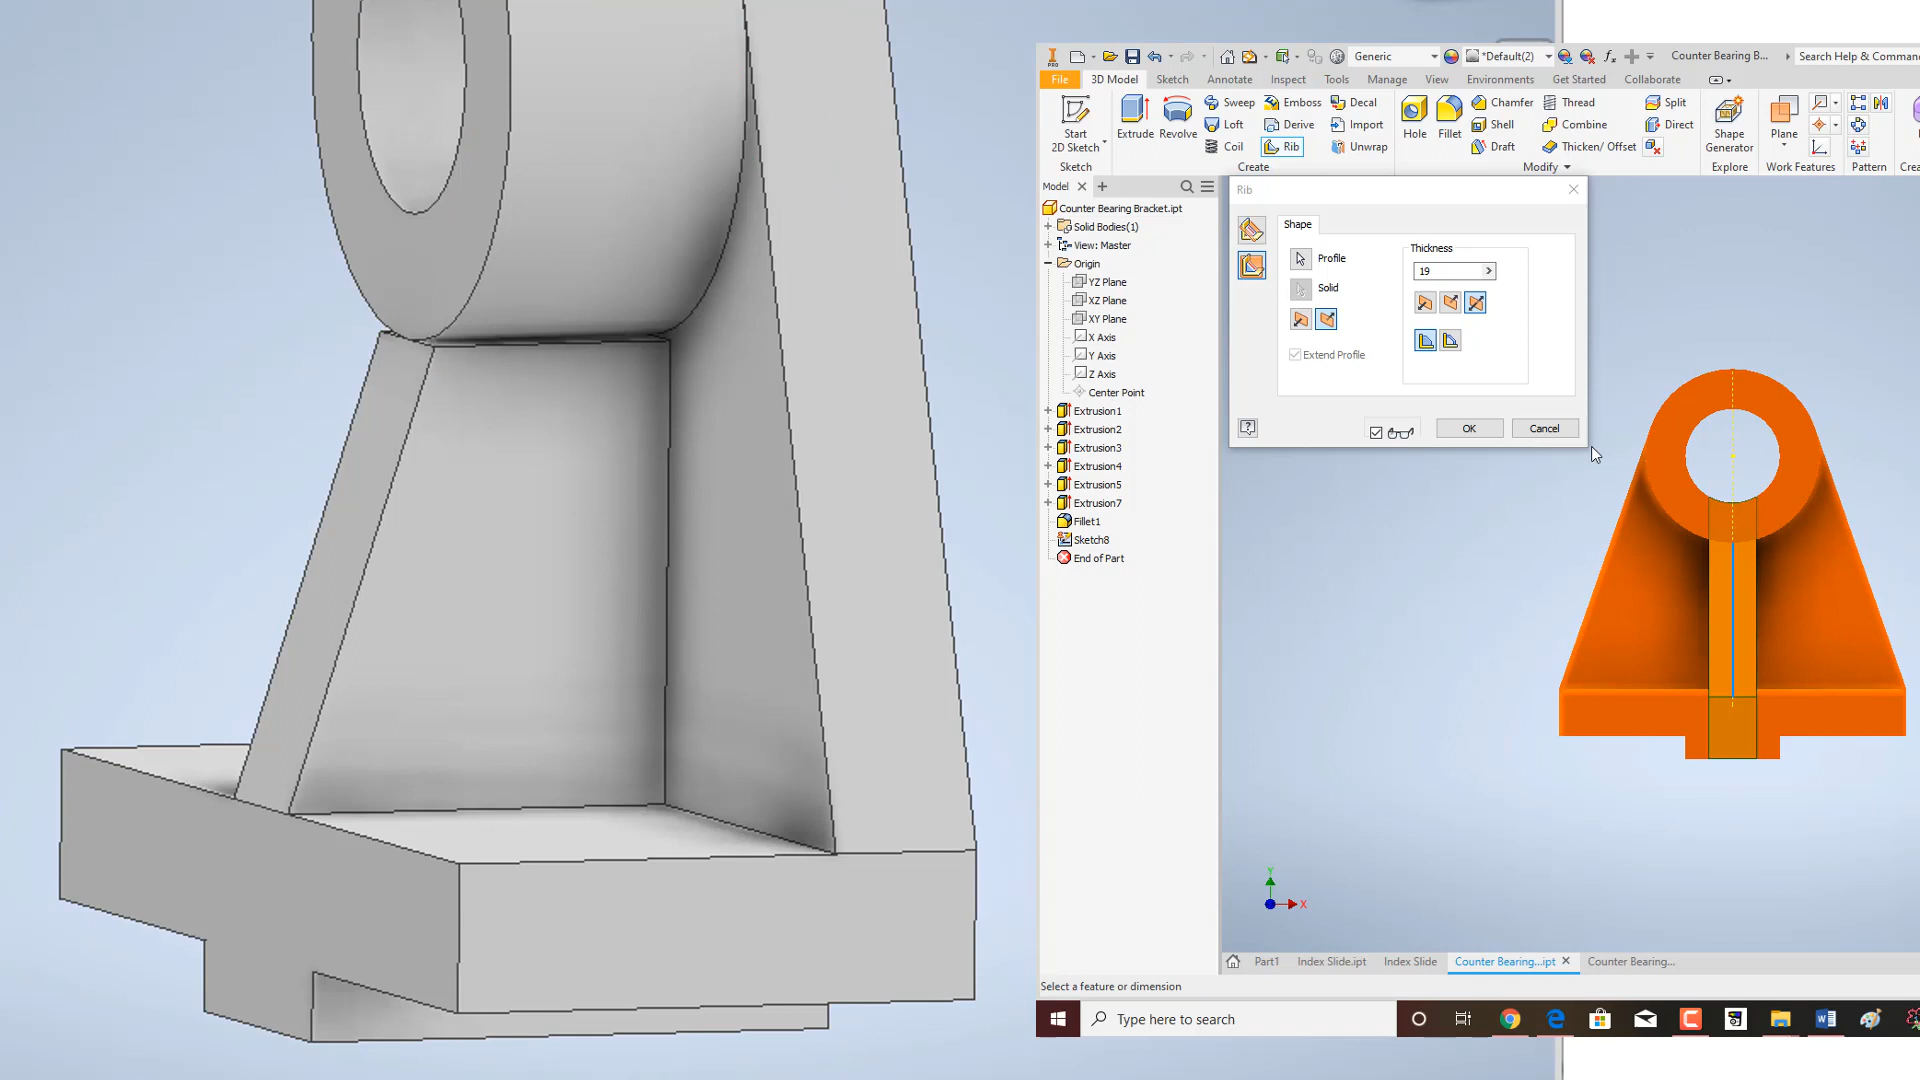 Generic
*Default(2)
fx
Counter Bearing B...
Search Help & Comman
PRO
File
3D Model
Sketch
Annotate
Inspect
Tools
Manage
View
Environments
Get Started
Collaborate
Start
2D Sketch
Extrude
Revolve
Sweep
Loft
Coil
Emboss
Derive
Rib
Decal
Import
Unwrap
Hole
Fillet
Chamfer
Shell
Draft
Thread
Combine
Thicken/ Offset
Split
Direct
Shape
Generator
Plane
Sketch
Create
Modify
Explore
Work Features
Pattern
Crea
Model
Counter Bearing Bracket.ipt
Solid Bodies(1)
View: Master
Origin
YZ Plane
XZ Plane
XY Plane
X Axis
Y Axis
Z Axis
Center Point
Extrusion1
Extrusion2
Extrusion3
Extrusion4
Extrusion5
Extrusion7
Fillet1
Sketch8
End of Part
Rib
Shape
Profile
Solid
Extend Profile
Thickness
19
OK
Cancel
Y
X
Part1
Index Slide.ipt
Index Slide
Counter Bearing...ipt
Counter Bearing...
Select a feature or dimension
Type here to search